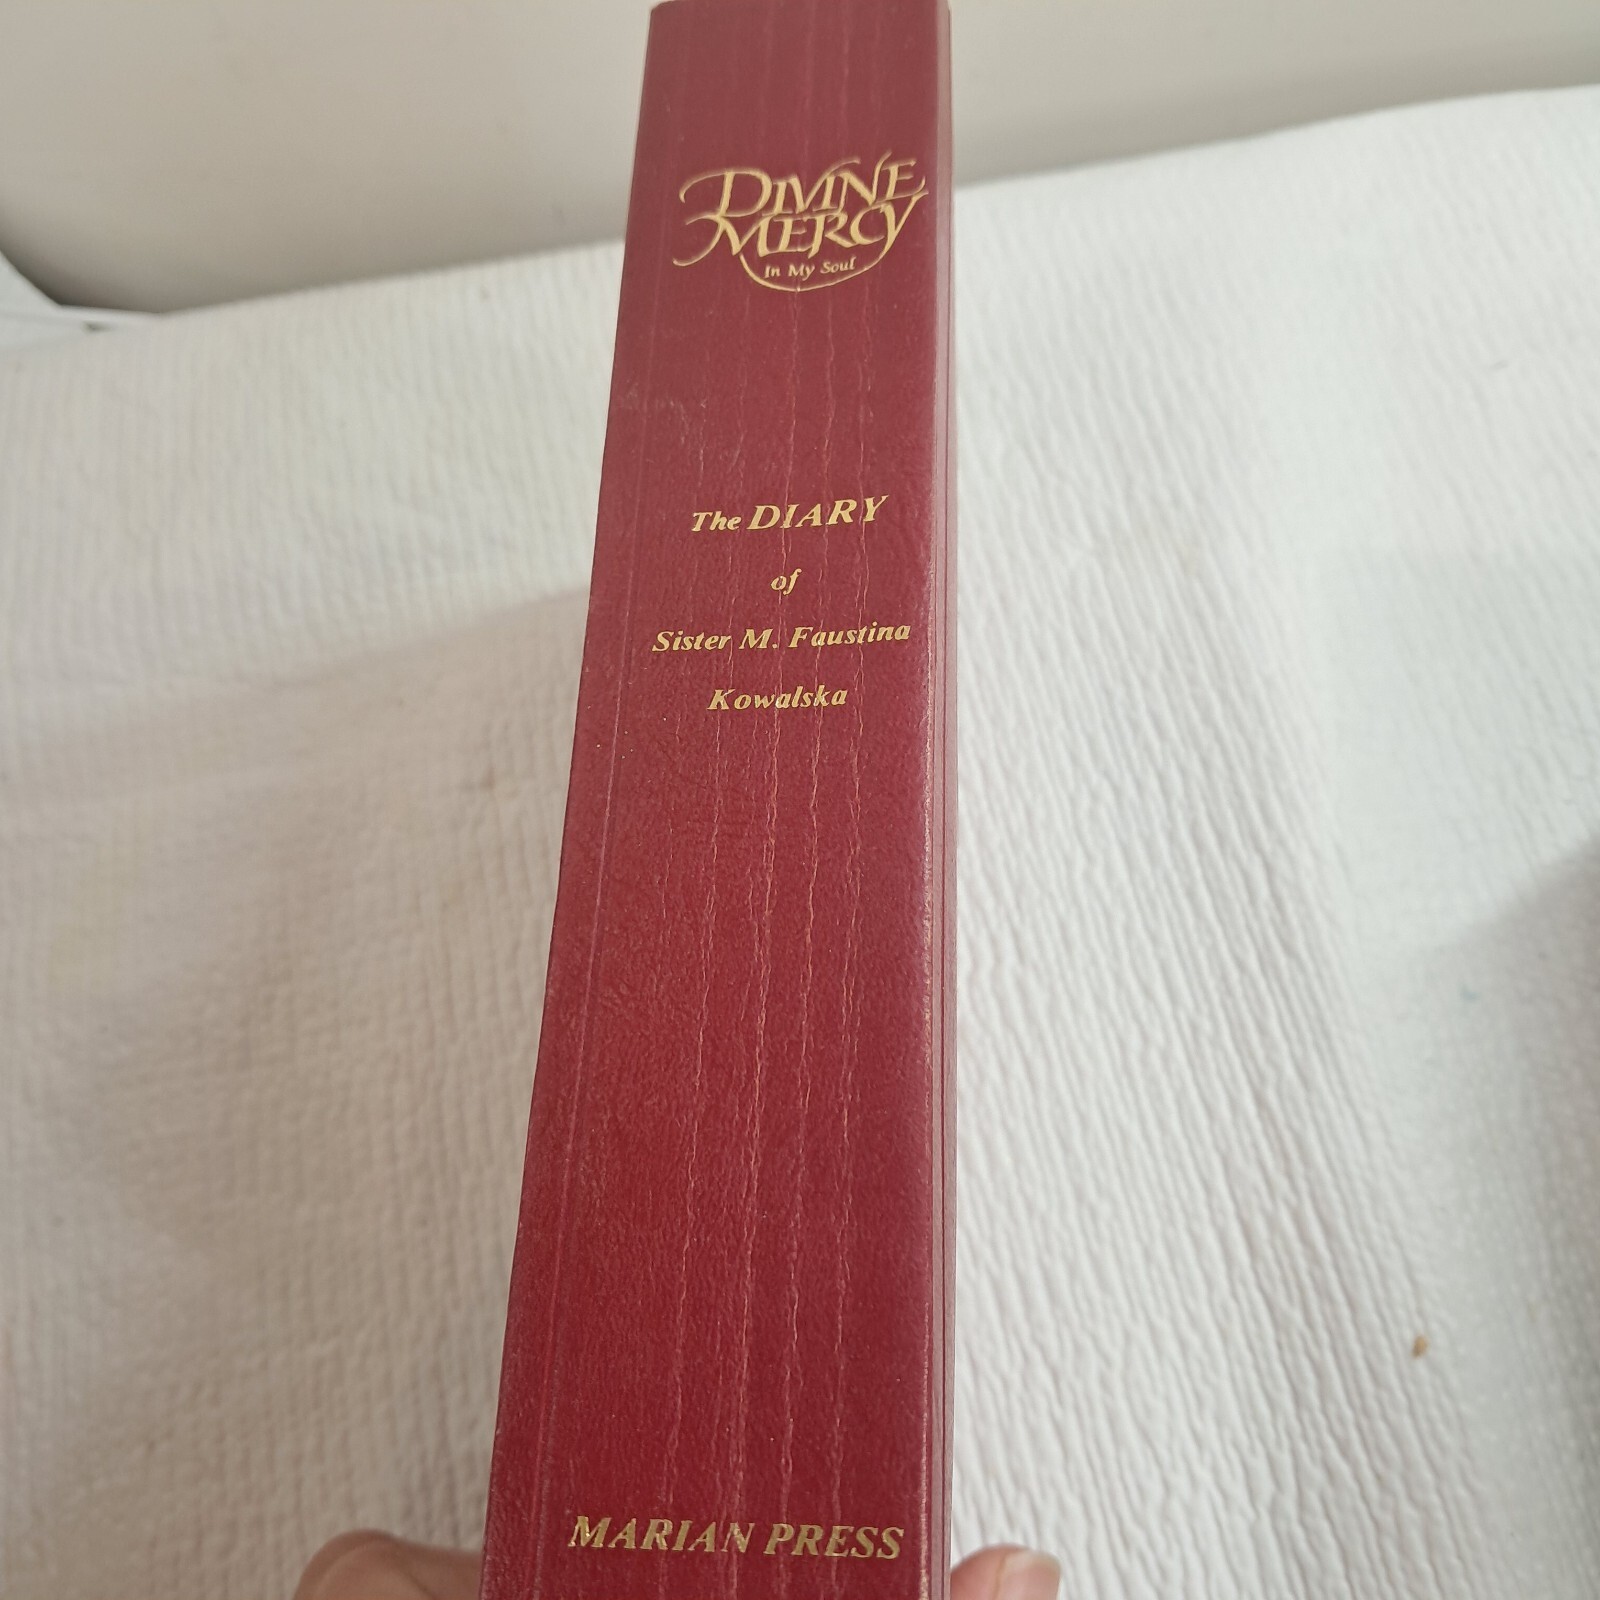 DIVINE
MERCY
In My Soul
The DIARY
of
Sister M. Faustina
Kowalska
MARIAN PRESS